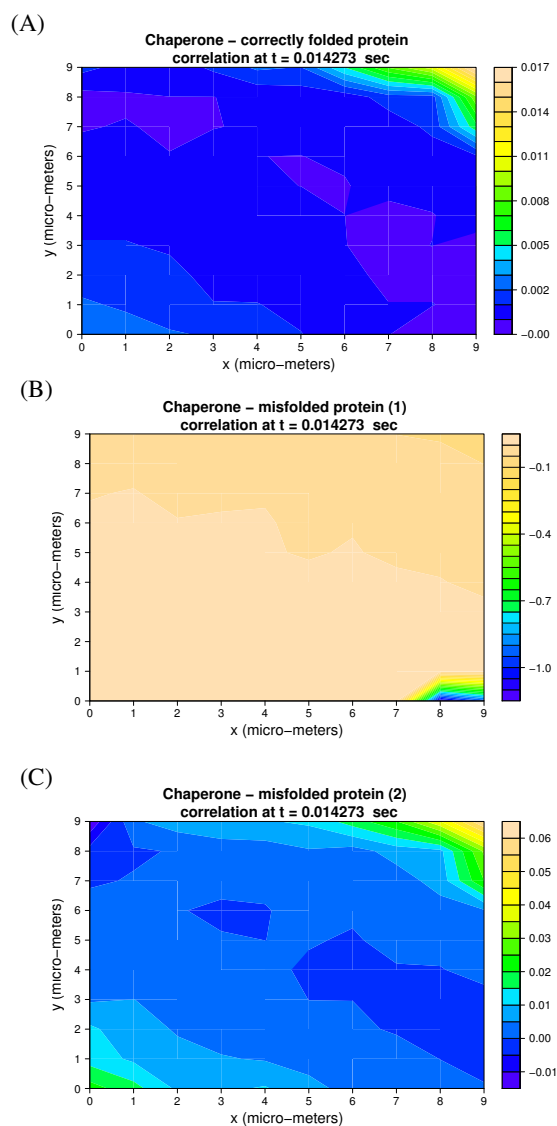 (A)
Chaperone − correctly folded protein
correlation at t = 0.014273 sec
9
8
7
6
5
4
3
2
1
0
y (micro−meters)
0 1 2 3 4 5 6 7 8 9
x (micro−meters)
0.017
0.011
0.005
0.002
−0.00
(B)
Chaperone − misfolded protein (1)
correlation at t = 0.014273 sec
9
8
7
6
5
4
3
2
1
0
y (micro−meters)
0 1 2 3 4 5 6 7 8 9
x (micro−meters)
−0.1
−0.4
−0.7
−1.0
(C)
Chaperone − misfolded protein (2)
correlation at t = 0.014273 sec
9
8
7
6
5
4
3
2
1
0
y (micro−meters)
0 1 2 3 4 5 6 7 8 9
x (micro−meters)
0.06
0.05
0.04
0.03
0.02
0.01
0.00
−0.01